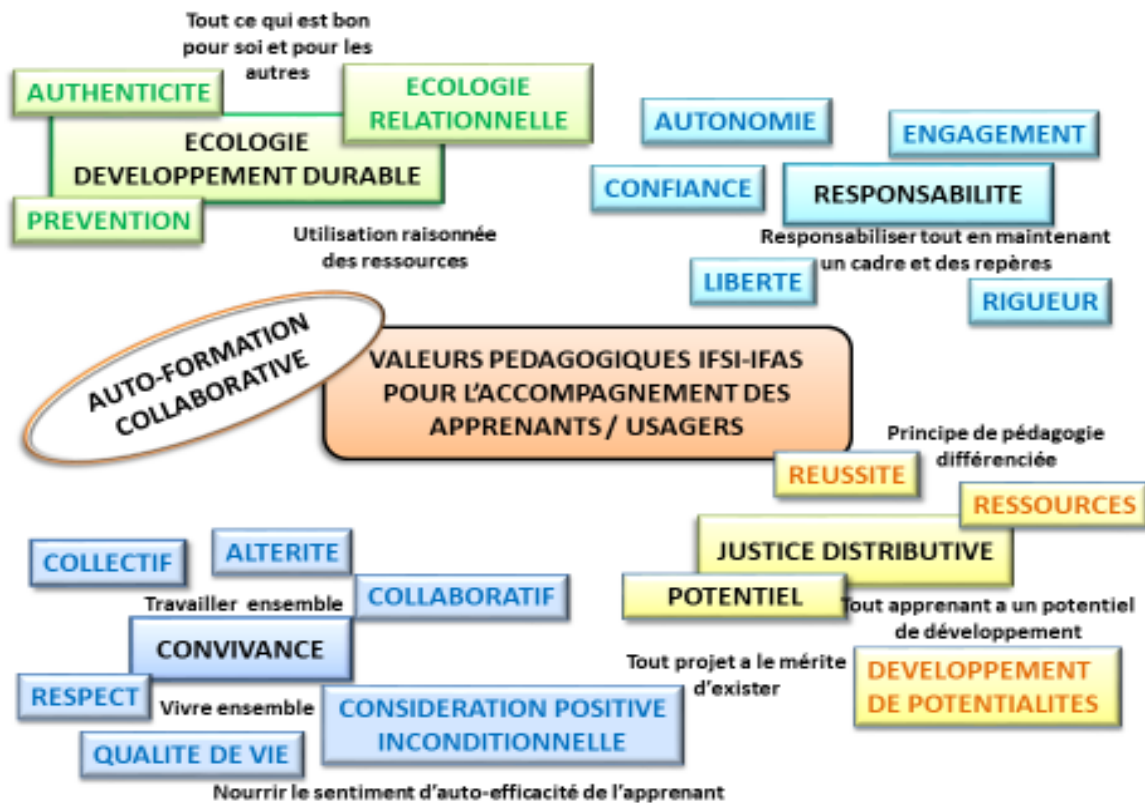 Tout ce qui est bon
pour soi et pour les
autres
AUTHENTICITE
ECOLOGIE
RELATIONNELLE
ECOLOGIE
DEVELOPPEMENT DURABLE
PREVENTION
Utilisation raisonnée
des ressources
AUTONOMIE
ENGAGEMENT
CONFIANCE
RESPONSABILITE
Responsabiliser tout en maintenant
un cadre et des repères
LIBERTE
RIGUEUR
AUTO-FORMATION
COLLABORATIVE
VALEURS PEDAGOGIQUES IFSI-IFAS
POUR L'ACCOMPAGNEMENT DES
APPRENANTS / USAGERS
Principe de pédagogie
différenciée
REUSSITE
RESSOURCES
JUSTICE DISTRIBUTIVE
POTENTIEL
Tout apprenant a un potentiel
de développement
Tout projet a le mérite
d'exister
DEVELOPPEMENT
DE POTENTIALITES
COLLECTIF
ALTERITE
Travailler ensemble
COLLABORATIF
CONVIVANCE
RESPECT
Vivre ensemble
CONSIDERATION POSITIVE
INCONDITIONNELLE
QUALITE DE VIE
Nourrir le sentiment d'auto-efficacité de l'apprenant